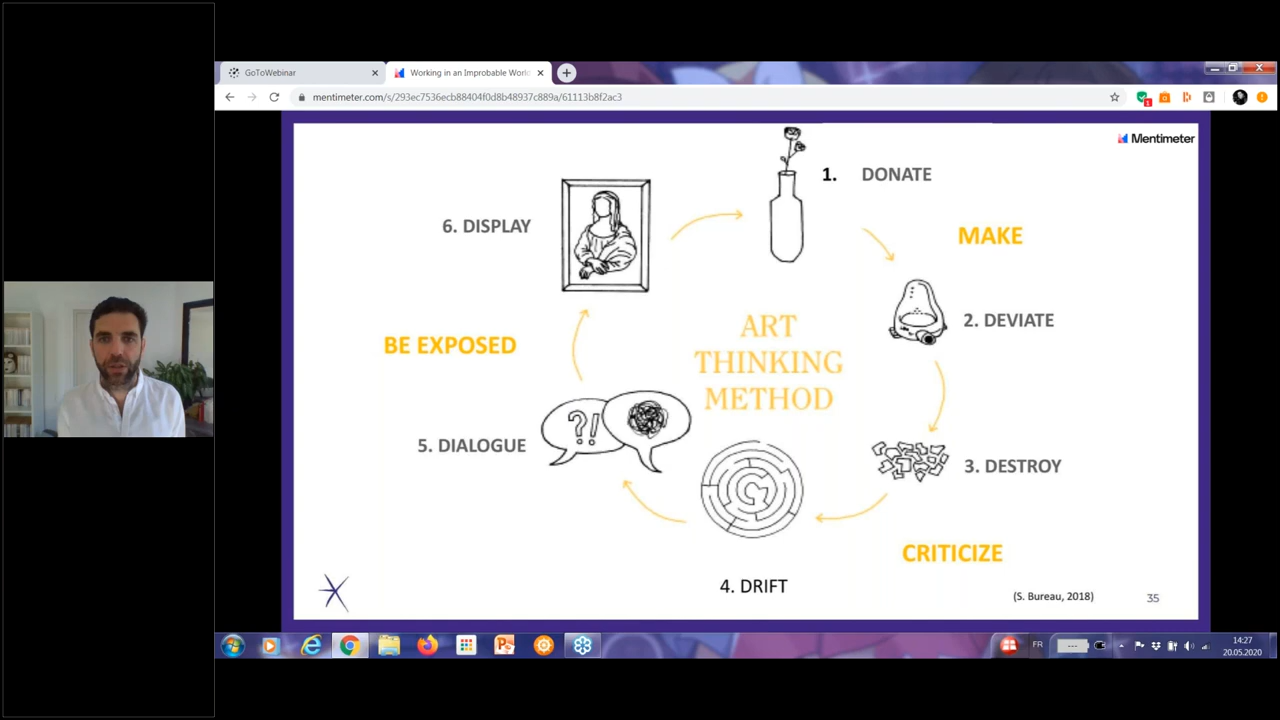 GoToWebinar
Working in an Improbable World
mentimeter.com/s/293ec7536ecb88404f0d8b48937c889a/61113b8f2ac3
Mentimeter
1. DONATE
6. DISPLAY
MAKE
2. DEVIATE
BE EXPOSED
ART
THINKING
METHOD
?!
5. DIALOGUE
3. DESTROY
CRITICIZE
4. DRIFT
(S. Bureau, 2018)
35
FR
14:27
20.05.2020